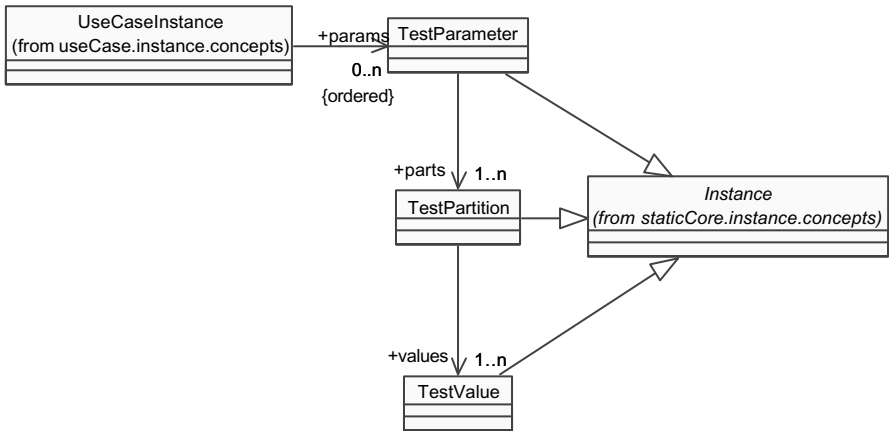 UseCaseInstance
(from useCase.instance.concepts)
+params
TestParameter
0..n
{ordered}
+parts
1..n
TestPartition
Instance
(from staticCore.instance.concepts)
+values
1..n
TestValue